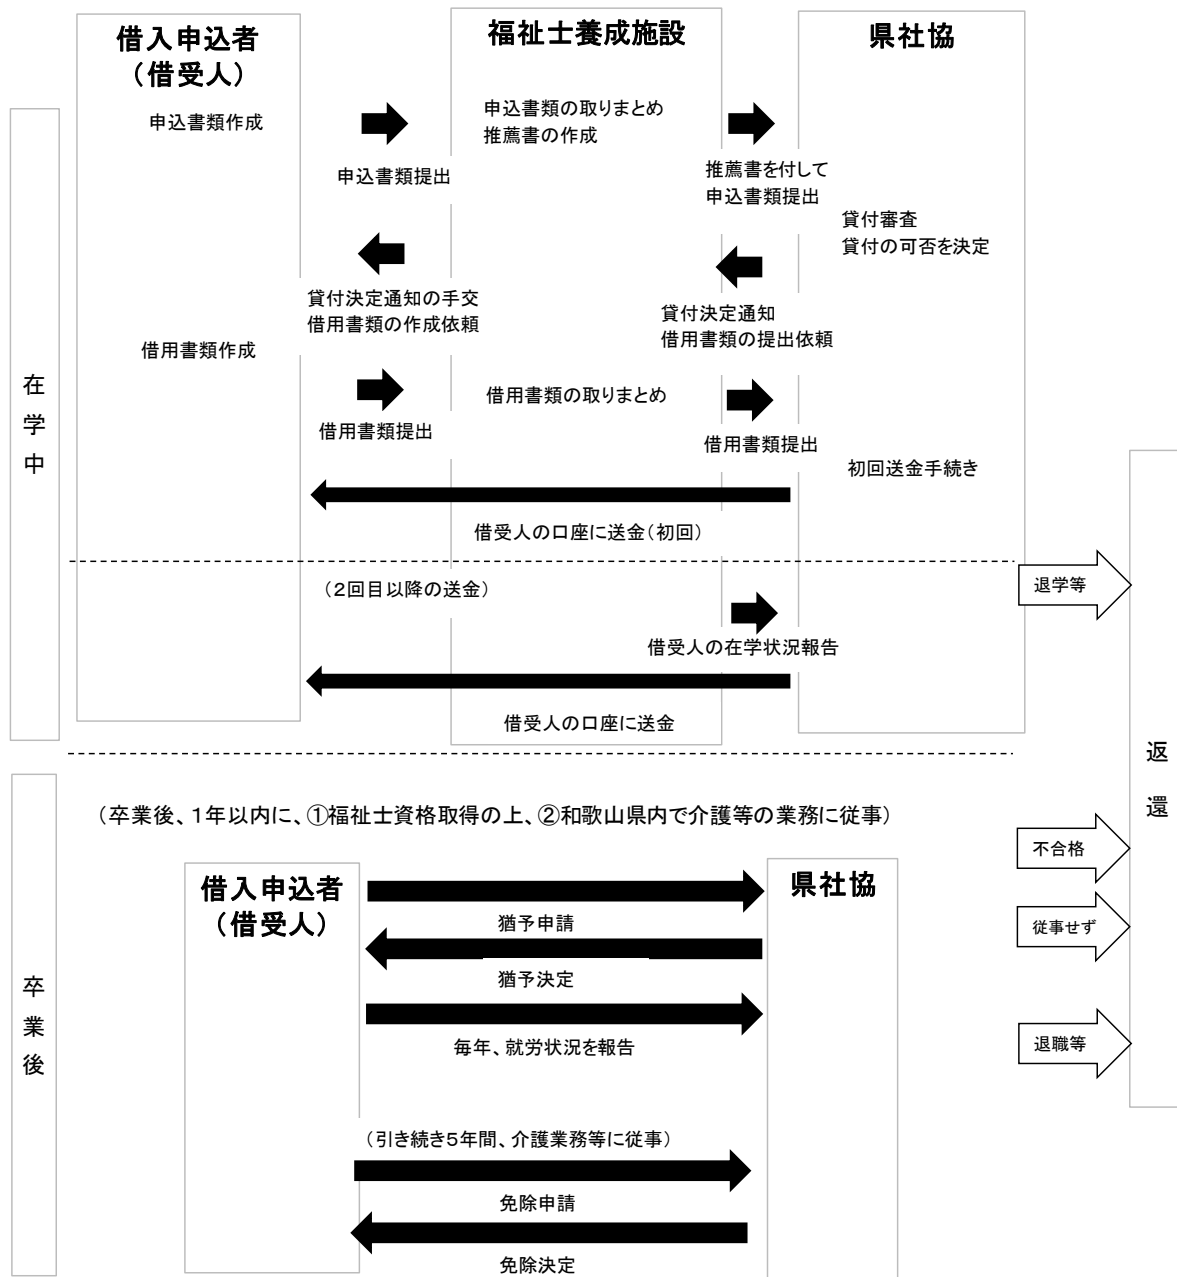 借入申込者
（借受人）
福祉士養成施設
県社協
在学中
申込書類作成
申込書類の取りまとめ
推薦書の作成
申込書類提出
推薦書を付して
申込書類提出
貸付審査
貸付の可否を決定
貸付決定通知の手交
借用書類の作成依頼
貸付決定通知
借用書類の提出依頼
借用書類作成
借用書類の取りまとめ
借用書類提出
借用書類提出
初回送金手続き
借受人の口座に送金（初回）
（２回目以降の送金）
退学等
借受人の在学状況報告
借受人の口座に送金
返還
卒業後
（卒業後、１年以内に、①福祉士資格取得の上、②和歌山県内で介護等の業務に従事）
不合格
借入申込者
（借受人）
県社協
猶予申請
従事せず
猶予決定
毎年、就労状況を報告
退職等
（引き続き５年間、介護業務等に従事）
免除申請
免除決定